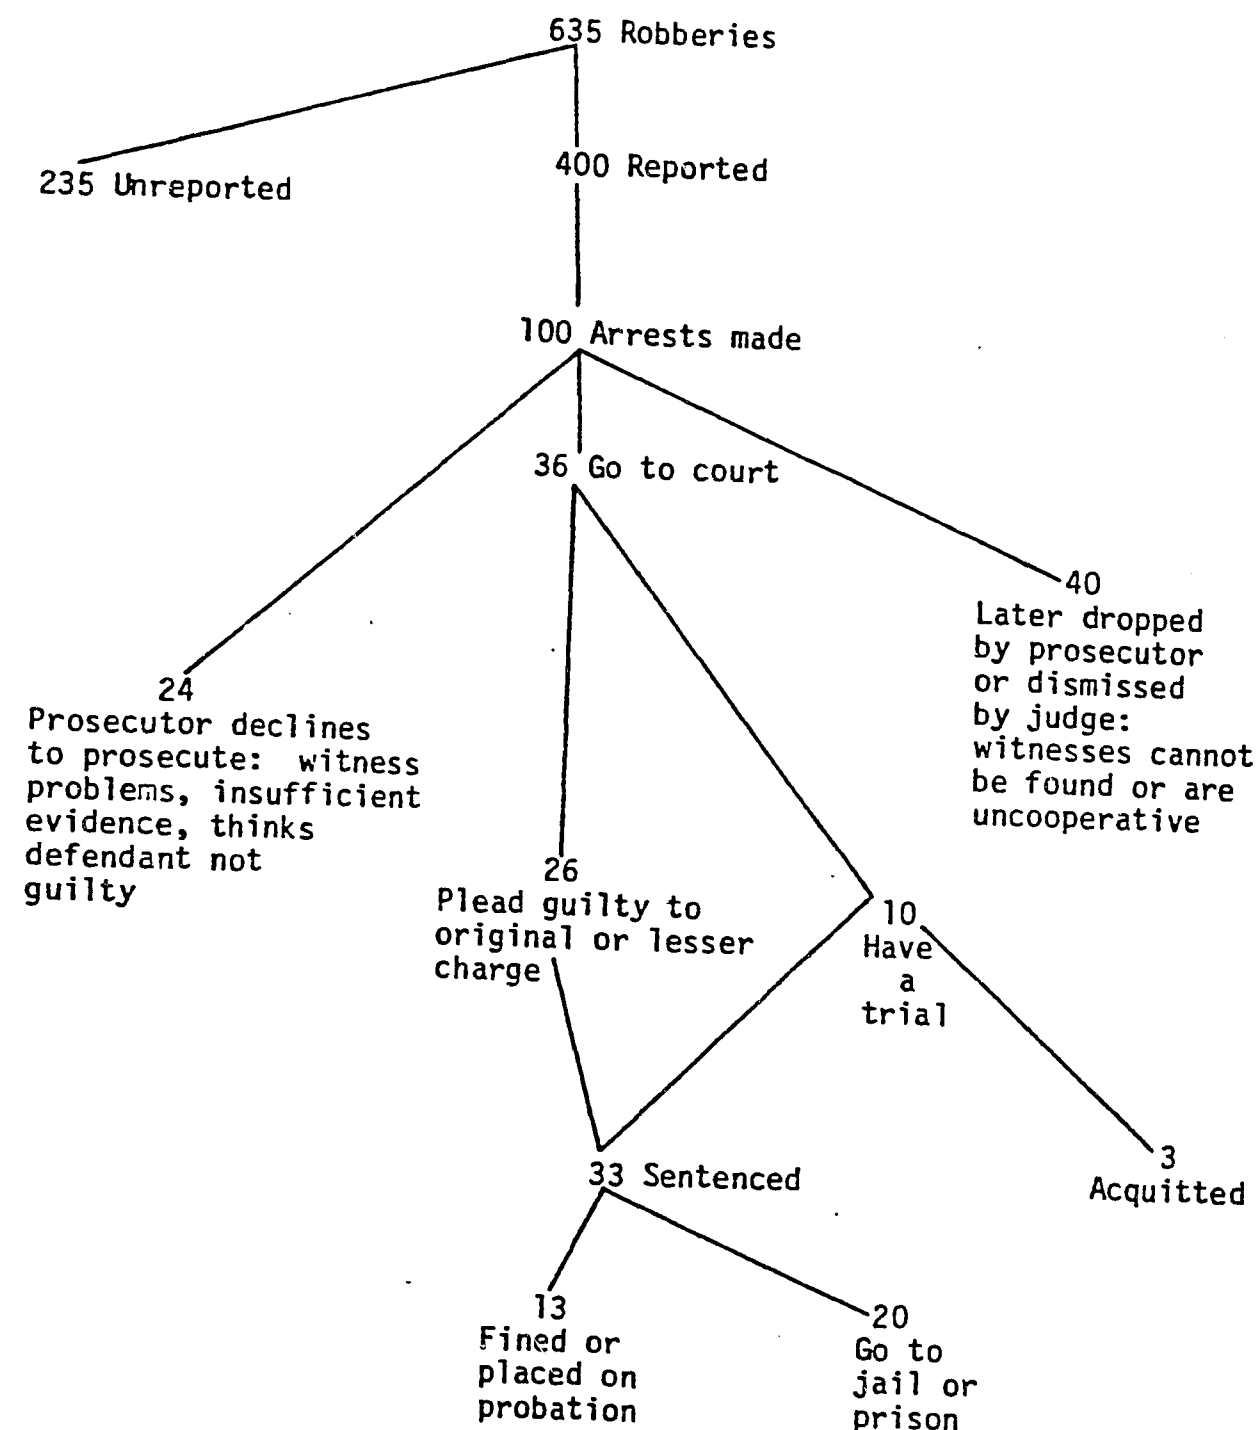 635 Robberies
235 Unreported
400 Reported
100 Arrests made
36 Go to court
40
Later dropped
by prosecutor
or dismissed
by judge:
witnesses cannot
be found or are
uncooperative
24
Prosecutor declines
to prosecute: witness
problems, insufficient
evidence, thinks
defendant not
guilty
26
Plead guilty to
original or lesser
charge
10
Have
a
trial
33 Sentenced
3
Acquitted
13
Fined or
placed on
probation
20
Go to
jail or
prison